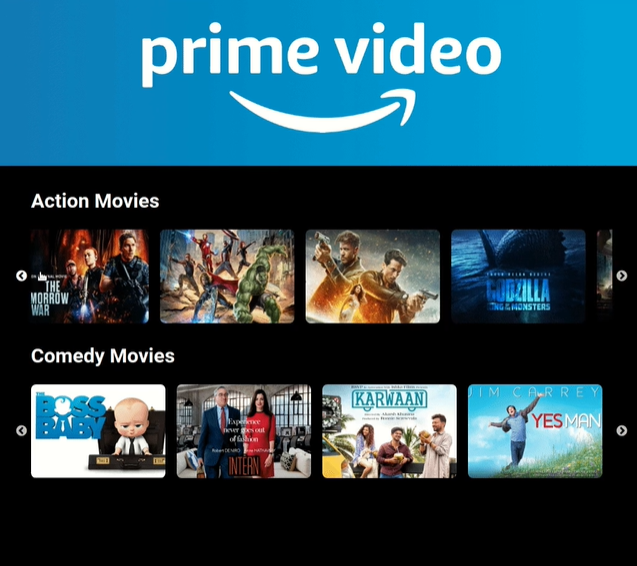 prime video
Action Movies
THE
MORROW
WAR
GODZILLA
KING OF THE MONSTERS
Comedy Movies
THE
BOSS
BABY
Experience
never goes out
of fashion
Robert DE NIRO Anne HATHAWAY
THE
INTERN
KARWAAN
JIM CARREY
YES MAN